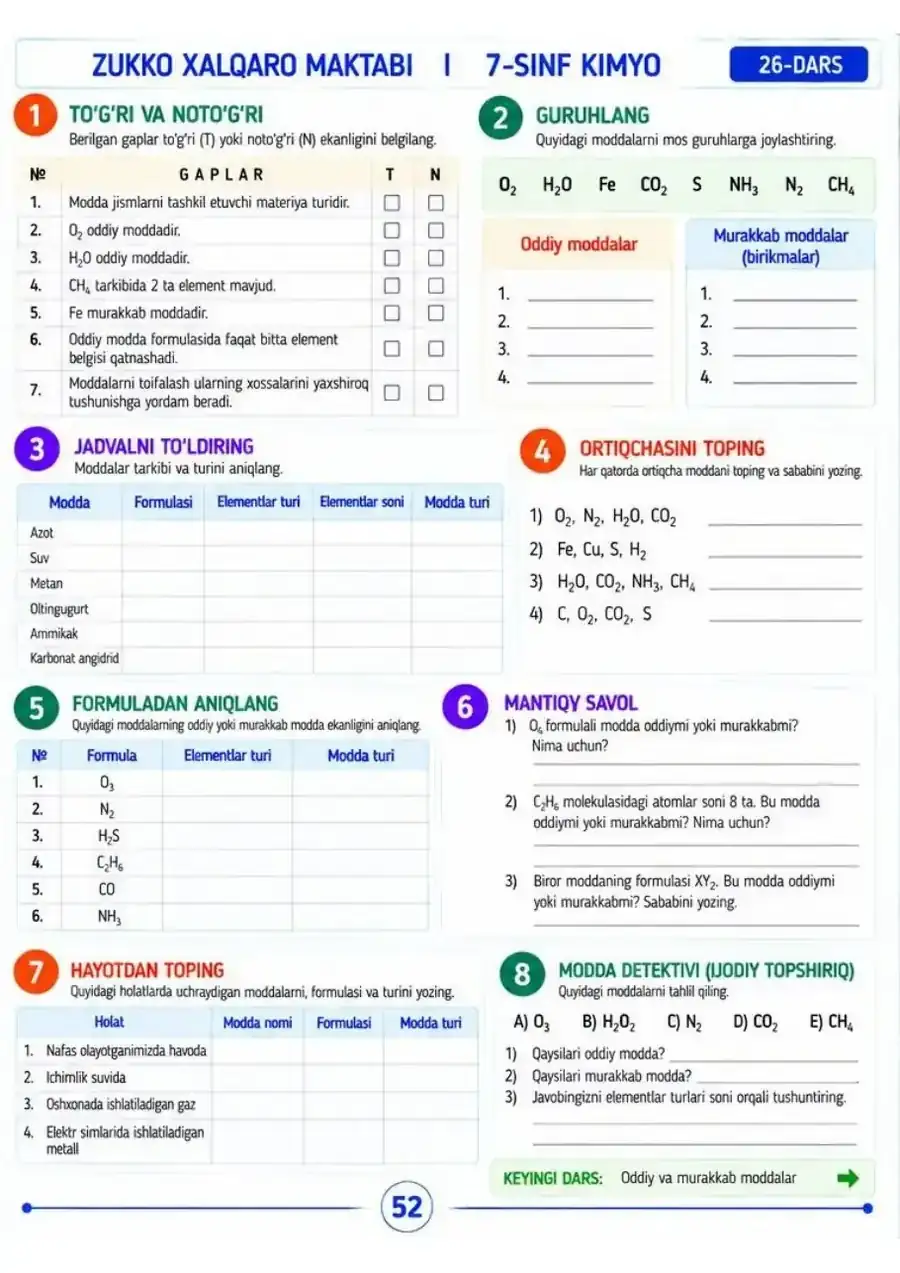 ZUKKO XALQARO MAKTABI | 7-SINF KIMYO
26-DARS
1 TO'G'RI VA NOTO'G'RI
Berilgan gaplar to'g'ri (T) yoki noto'g'ri (N) ekanligini belgilang.
№ GAPLAR T N
1. Modda jismlarni tashkil etuvchi materiya turidir.
2. O₂ oddiy moddadir.
3. H₂O oddiy moddadir.
4. CH₄ tarkibida 2 ta element mavjud.
5. Fe murakkab moddadir.
6. Oddiy modda formulasida faqat bitta element
belgisi qatnashadi.
7. Moddalarni toifalash ularning xossalarini yaxshiroq
tushunishga yordam beradi.
2 GURUHLANG
Quyidagi moddalarni mos guruhlarga joylashtiring.
O₂ H₂O Fe CO₂ S NH₃ N₂ CH₄
Oddiy moddalar
1.
2.
3.
4.
Murakkab moddalar
(birikmalar)
1.
2.
3.
4.
3 JADVALNI TO'LDIRING
Moddalar tarkibi va turini aniqlang.
Modda Formulasi Elementlar turi Elementlar soni Modda turi
Azot
Suv
Metan
Oltingugurt
Ammikak
Karbonat angidrid
4 ORTIQCHASINI TOPING
Har qatorda ortiqcha moddani toping va sababini yozing.
1) O₂, N₂, H₂O, CO₂
2) Fe, Cu, S, H₂
3) H₂O, CO₂, NH₃, CH₄
4) C, O₂, CO₂, S
5 FORMULADAN ANIQLANG
Quyidagi moddalarning oddiy yoki murakkab modda ekanligini aniqlang.
№ Formula Elementlar turi Modda turi
1. O₃
2. N₂
3. H₂S
4. C₂H₆
5. CO
6. NH₃
6 MANTIQY SAVOL
1) O₄ formulali modda oddiymi yoki murakkabmi?
Nima uchun?
2) C₂H₆ molekulasidagi atomlar soni 8 ta. Bu modda
oddiymi yoki murakkabmi? Nima uchun?
3) Biror moddaning formulasi XY₂. Bu modda oddiymi
yoki murakkabmi? Sababini yozing.
7 HAYOTDAN TOPING
Quyidagi holatlarda uchraydigan moddalarni, formulasi va turini yozing.
Holat Modda nomi Formulasi Modda turi
1. Nafas olayotganimizda havoda
2. Ichimlik suvida
3. Oshxonada ishlatiladigan gaz
4. Elektr simlarida ishlatiladigan
metall
8 MODDA DETEKTIVI (IJODIY TOPSHIRIQ)
Quyidagi moddalarni tahlil qiling.
A) O₃ B) H₂O₂ C) N₂ D) CO₂ E) CH₄
1) Qaysilari oddiy modda?
2) Qaysilari murakkab modda?
3) Javobingizni elementlar turlari soni orqali tushuntiring.
KEYINGI DARS: Oddiy va murakkab moddalar
52